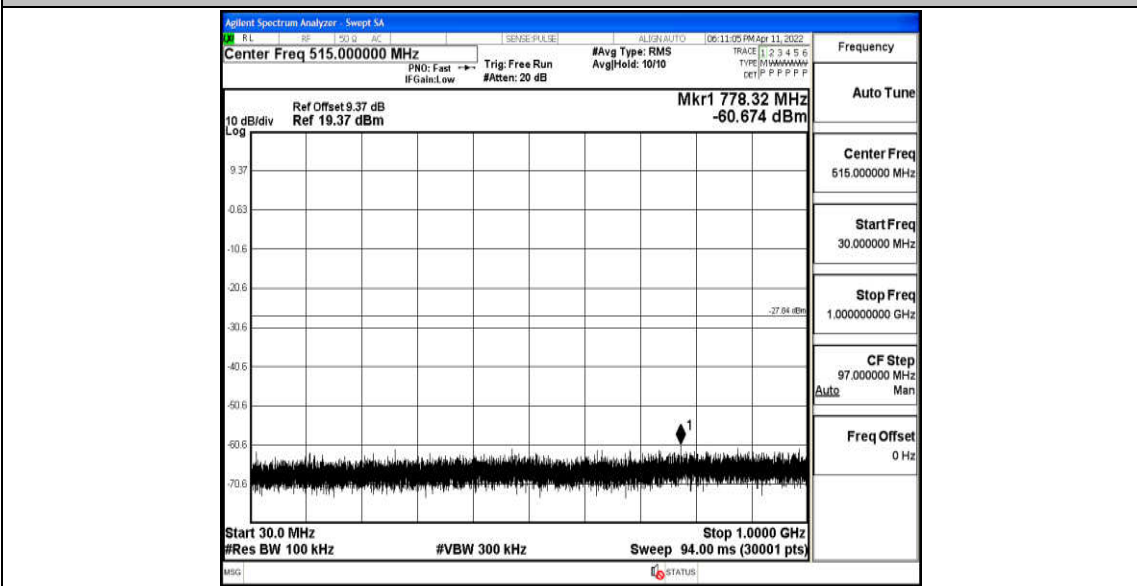 Agilent Spectrum Analyzer - Swept SA
RL RF 50 Ω AC SENSE:PULSE ALIGNAUTO 06:11:05 PM Apr 11, 2022
Center Freq 515.000000 MHz
PNO: Fast
IFGain:Low
Trig: Free Run
#Atten: 20 dB
#Avg Type: RMS
Avg|Hold: 10/10
TRACE 1 2 3 4 5 6
TYPE MWWWWW
DET P P P P P P
Ref Offset 9.37 dB
Ref 19.37 dBm
10 dB/div
Log
Mkr1 778.32 MHz
-60.674 dBm
9.37
-0.63
-10.6
-20.6
-27.84 dBm
-30.6
-40.6
-50.6
1
-60.6
-70.6
Start 30.0 MHz
Stop 1.0000 GHz
#Res BW 100 kHz
#VBW 300 kHz
Sweep 94.00 ms (30001 pts)
MSG
STATUS
Frequency
Auto Tune
Center Freq
515.000000 MHz
Start Freq
30.000000 MHz
Stop Freq
1.000000000 GHz
CF Step
97.000000 MHz
Auto Man
Freq Offset
0 Hz